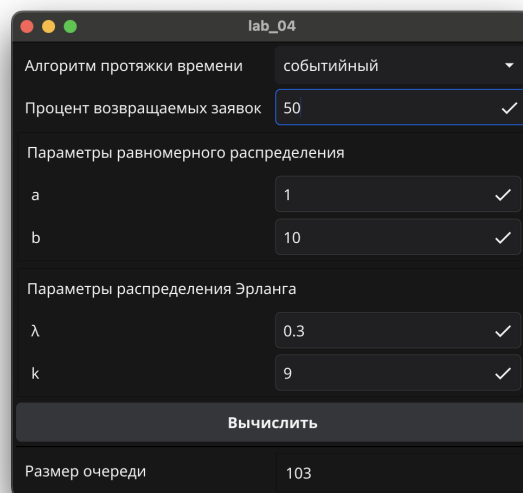 lab_04
Алгоритм протяжки времени событийный
Процент возвращаемых заявок 50
Параметры равномерного распределения
a 1
b 10
Параметры распределения Эрланга
λ 0.3
k 9
Вычислить
Размер очереди 103